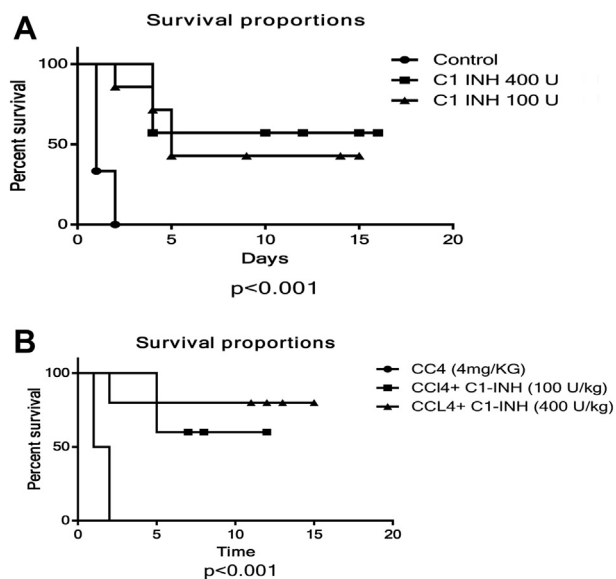 A
Survival proportions
Percent survival
100
50
0
0
5
10
15
20
Days
p<0.001
Control
C1 INH 400 U
C1 INH 100 U
B
Survival proportions
Percent survival
100
50
0
0
5
10
15
20
Time
p<0.001
CC4 (4mg/KG)
CCl4+ C1-INH (100 U/kg)
CCL4+ C1-INH (400 U/kg)